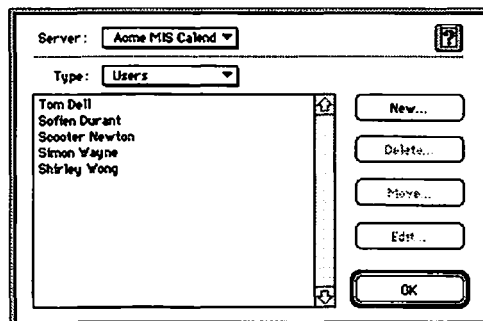 Server: Acme MIS Calend
?
Type: Users
Tom Dell
Sofien Durant
Scooter Newton
Simon Wayne
Shirley Wong
New...
Delete...
Move...
Edit...
OK